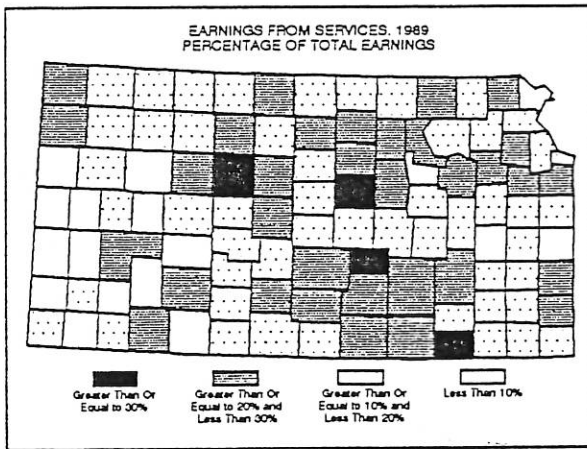 EARNINGS FROM SERVICES, 1989
PERCENTAGE OF TOTAL EARNINGS
Greater Than Or
Equal to 30%
Greater Than Or
Equal to 20% and
Less Than 30%
Greater Than Or
Equal to 10% and
Less Than 20%
Less Than 10%